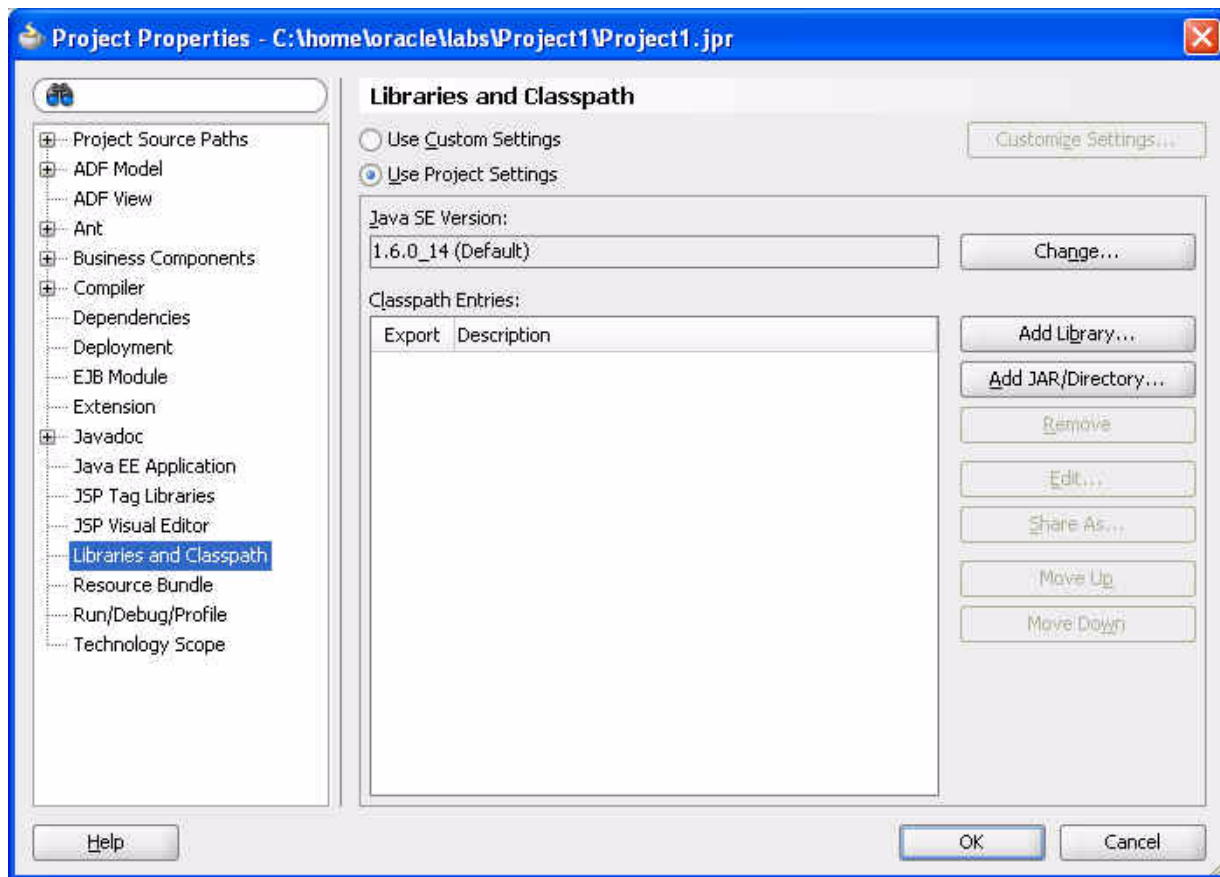 Project Properties - C:\home\oracle\labs\Project1\Project1.jpr
Libraries and Classpath
Project Source Paths
ADF Model
ADF View
Ant
Business Components
Compiler
Dependencies
Deployment
EJB Module
Extension
Javadoc
Java EE Application
JSP Tag Libraries
JSP Visual Editor
Libraries and Classpath
Resource Bundle
Run/Debug/Profile
Technology Scope
Use Custom Settings
Customize Settings...
Use Project Settings
Java SE Version:
1.6.0_14 (Default)
Change...
Classpath Entries:
Export Description
Add Library...
Add JAR/Directory...
Remove
Edit...
Share As...
Move Up
Move Down
Help
OK
Cancel